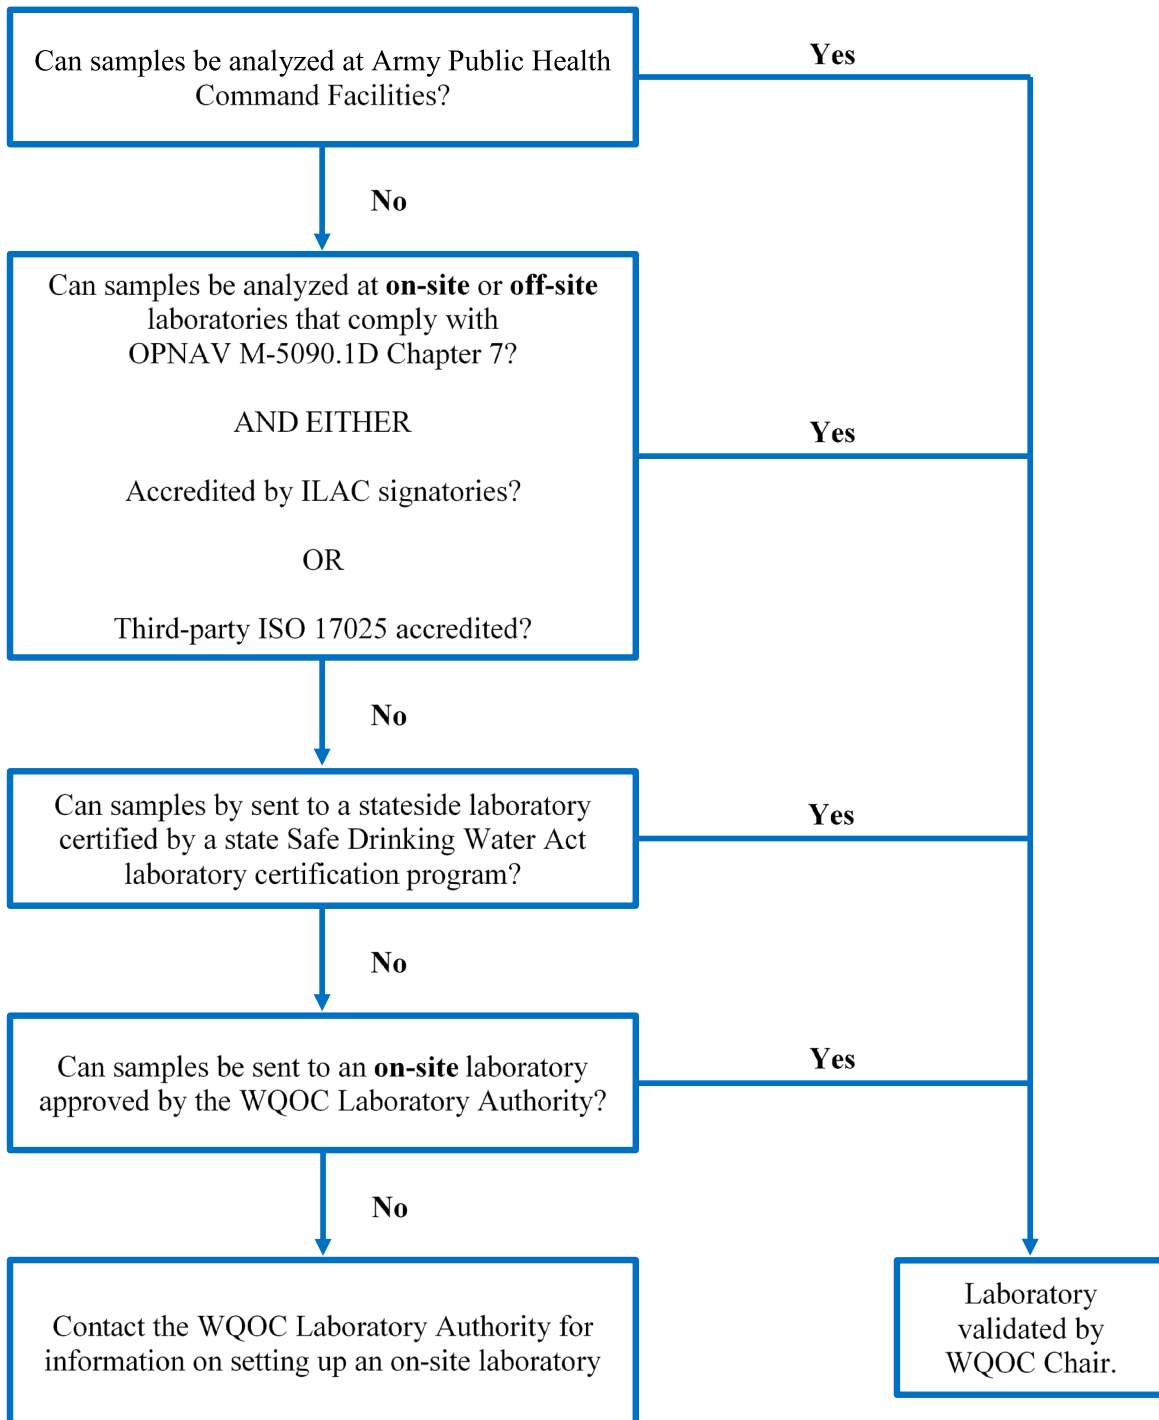 Can samples be analyzed at Army Public Health
Command Facilities?
Yes
No
Can samples be analyzed at on-site or off-site
laboratories that comply with
OPNAV M-5090.1D Chapter 7?
AND EITHER
Accredited by ILAC signatories?
OR
Third-party ISO 17025 accredited?
Yes
No
Can samples by sent to a stateside laboratory
certified by a state Safe Drinking Water Act
laboratory certification program?
Yes
No
Can samples be sent to an on-site laboratory
approved by the WQOC Laboratory Authority?
Yes
No
Contact the WQOC Laboratory Authority for
information on setting up an on-site laboratory
Laboratory
validated by
WQOC Chair.